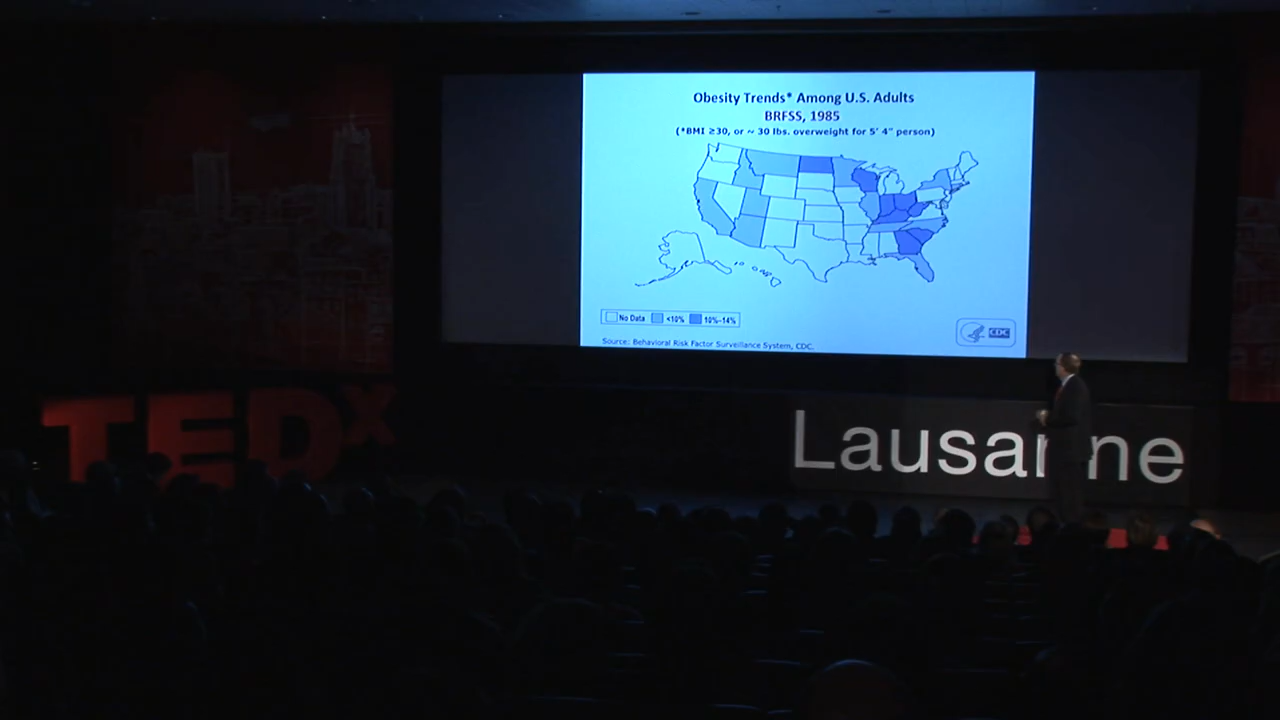 Obesity Trends* Among U.S. Adults
BRFSS, 1985
(*BMI ≥30, or ~ 30 lbs. overweight for 5' 4" person)
No Data <10% 10%–14%
CDC
Source: Behavioral Risk Factor Surveillance System, CDC.
TEDx
Lausanne